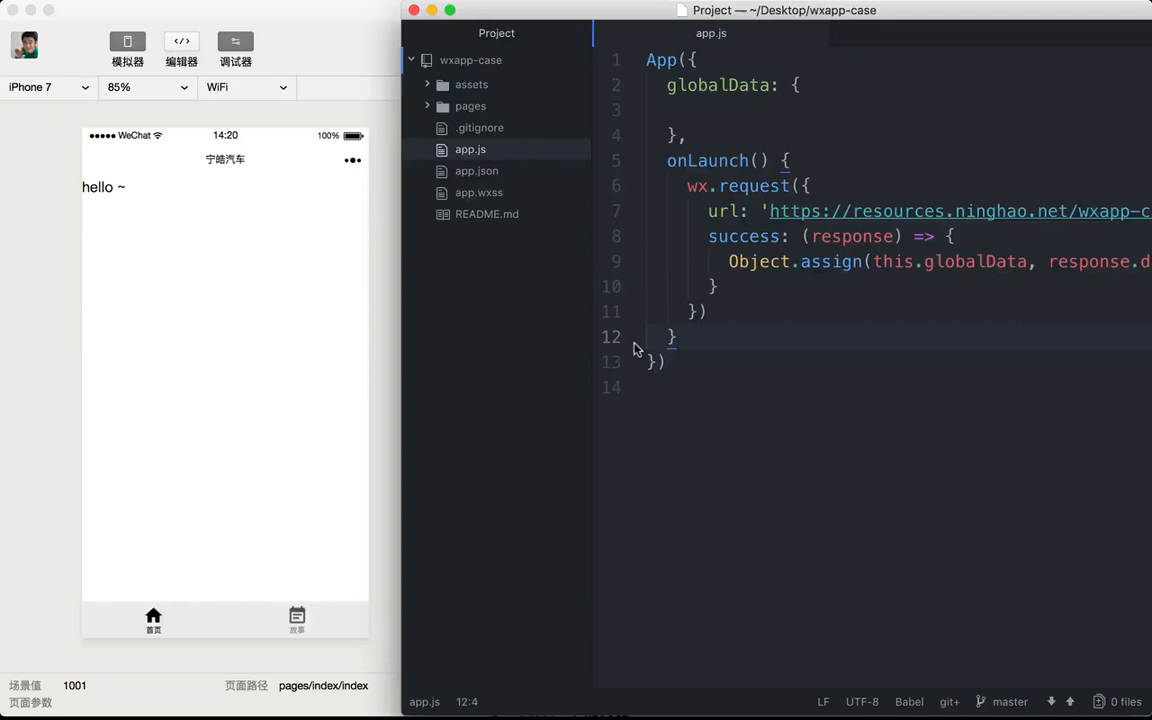 模拟器
编辑器
调试器
iPhone 7
85%
WiFi
WeChat
14:20
100%
宁皓汽车
hello ~
首页
故事
场景值
1001
页面路径
pages/index/index
页面参数
Project — ~/Desktop/wxapp-case
Project
wxapp-case
assets
pages
.gitignore
app.js
app.json
app.wxss
README.md
app.js
1 App({
2 globalData: {
3
4 },
5 onLaunch() {
6 wx.request({
7 url: 'https://resources.ninghao.net/wxapp-c
8 success: (response) => {
9 Object.assign(this.globalData, response.d
10 }
11 })
12 }
13 })
14
app.js
12:4
LF
UTF-8
Babel
git+
master
0 files